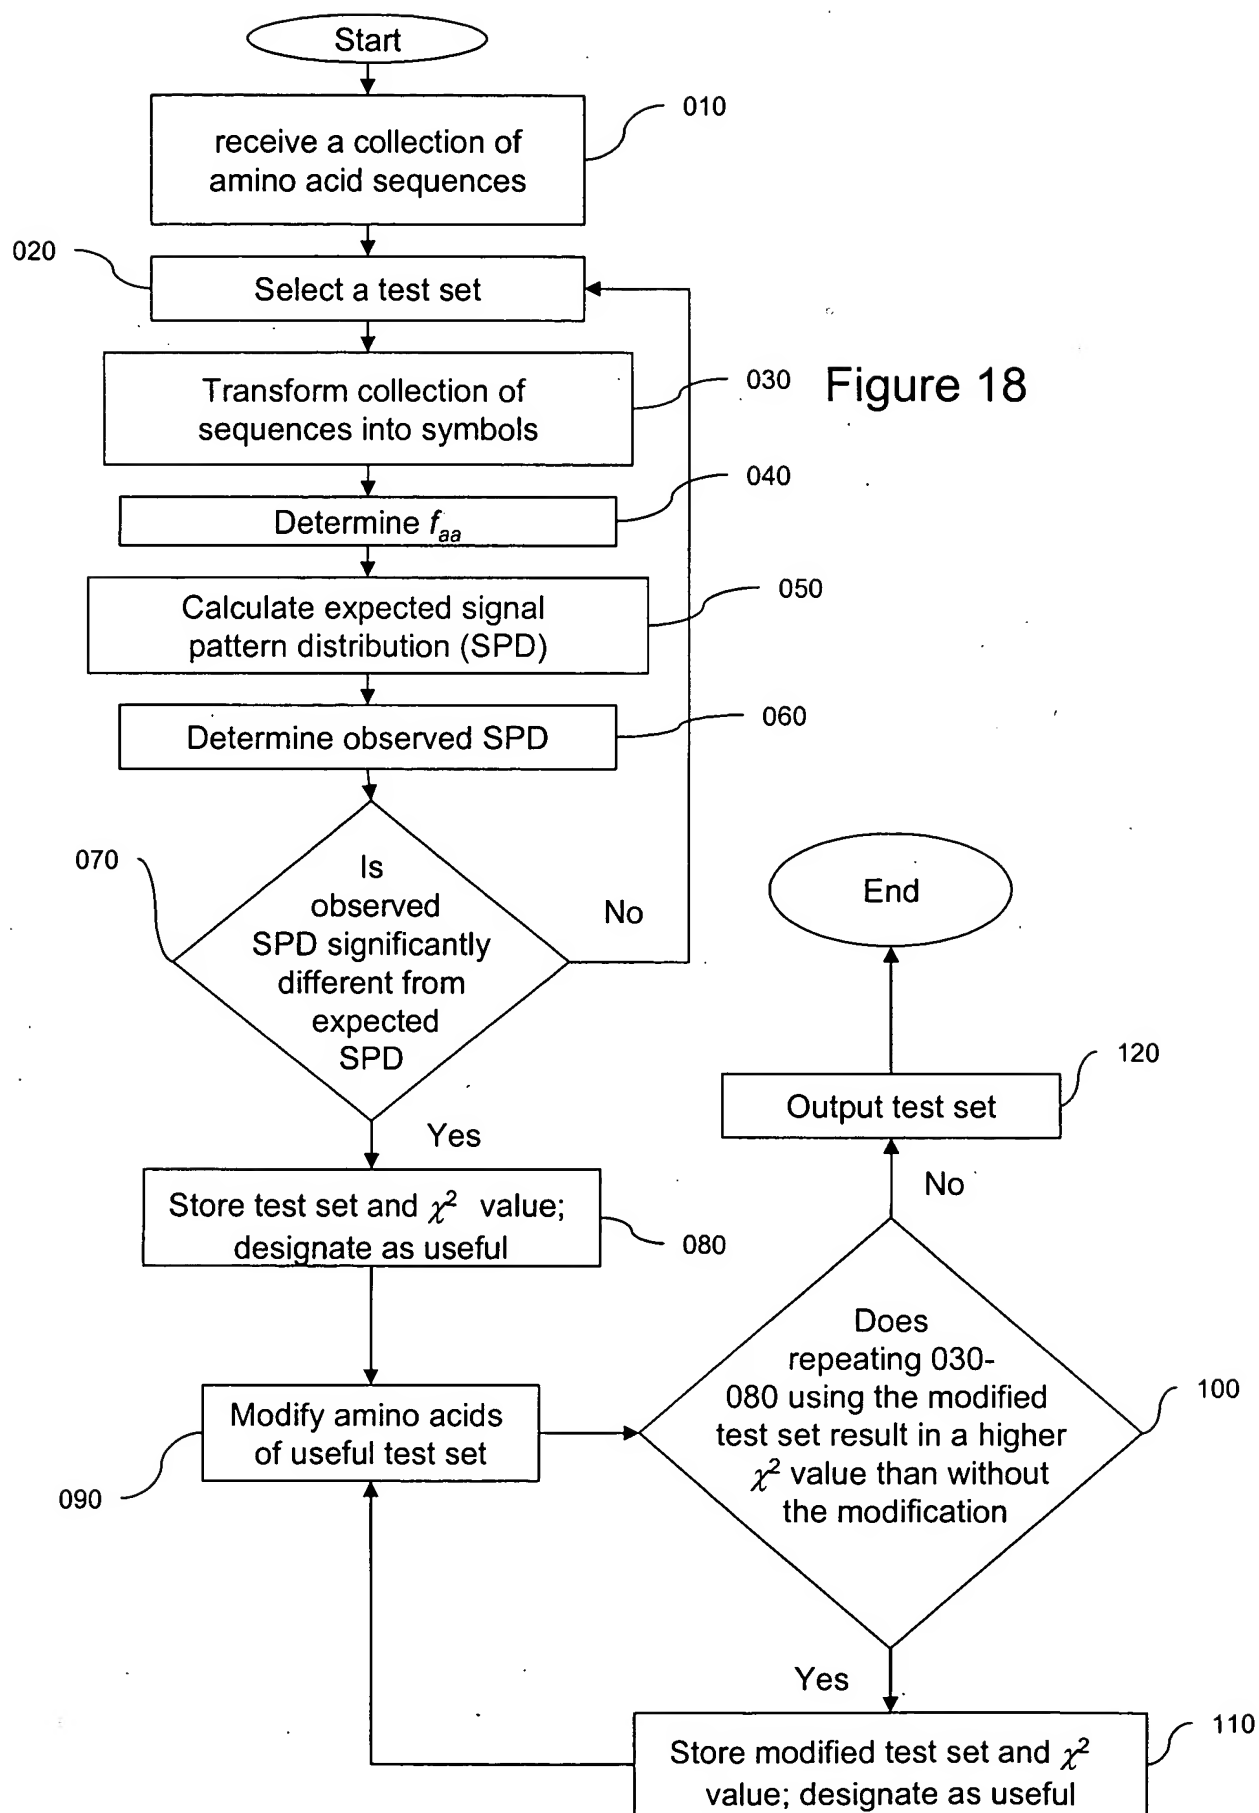 Start
010
receive a collection of
amino acid sequences
020
Select a test set
030
Transform collection of
sequences into symbols
Figure 18
040
Determine f_aa
050
Calculate expected signal
pattern distribution (SPD)
060
Determine observed SPD
070
Is
observed
SPD significantly
different from
expected
SPD
No
Yes
Store test set and χ² value;
designate as useful
080
Modify amino acids
of useful test set
090
Does
repeating 030-
080 using the modified
test set result in a higher
χ² value than without
the modification
100
No
Output test set
120
End
Yes
Store modified test set and χ²
value; designate as useful
110